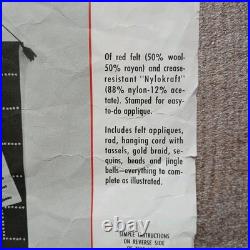 Of red felt (50% wool-
50% rayon) and crease-
resistant "Nylokraft"
(88% nylon-12% ace-
tate). Stamped for easy-
to-do applique.
Includes felt appliques,
rod, hanging cord with
tassels, gold braid, se-
quins, beads and jingle
bells—everything to com-
plete as illustrated.
SIMPLE INSTRUCTIONS
ON REVERSE SIDE